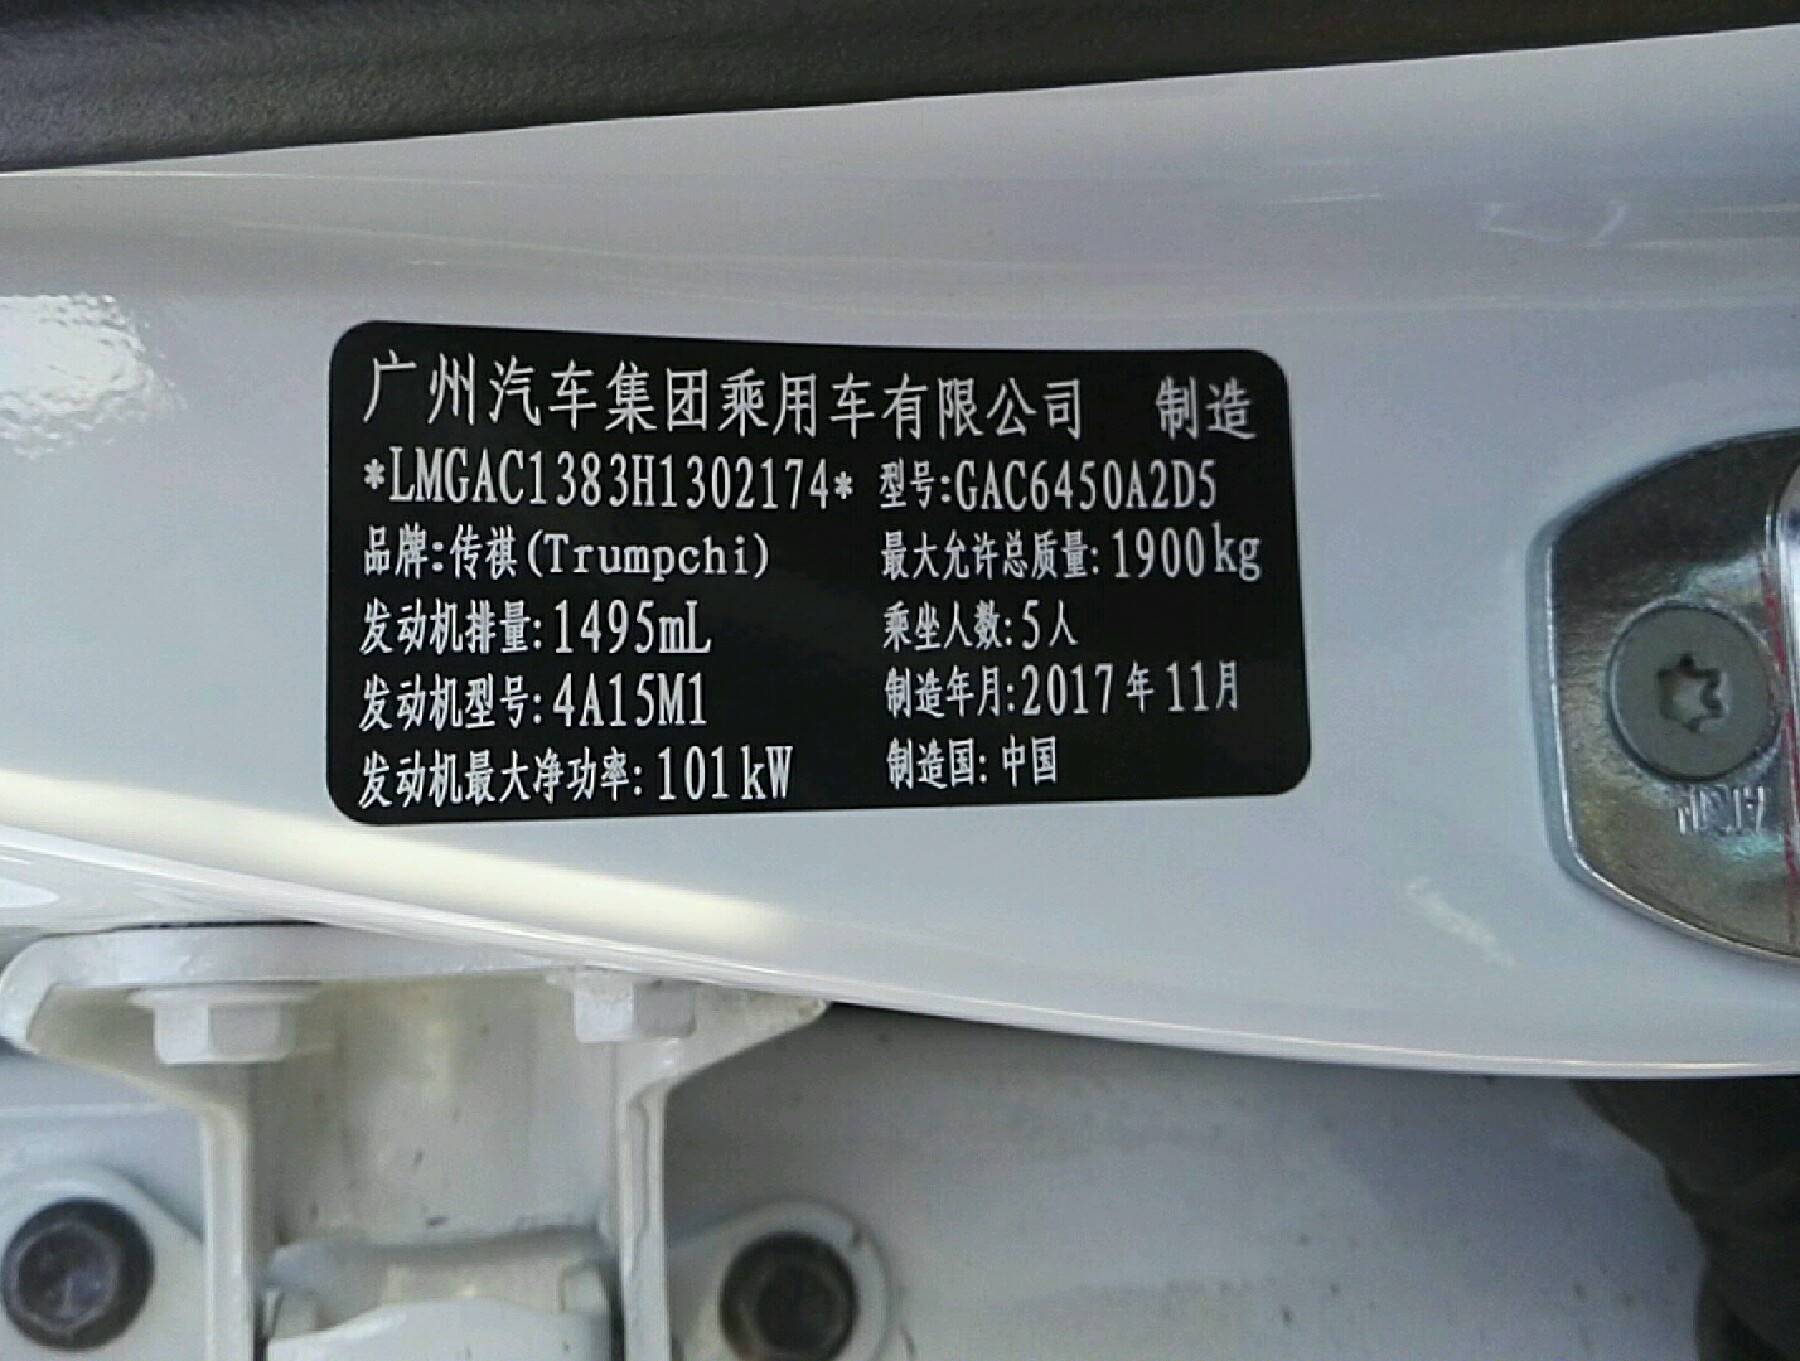 广州汽车集团乘用车有限公司 制造
*LMGAC1383H1302174* 型号:GAC6450A2D5
品牌:传祺(Trumpchi) 最大允许总质量:1900kg
发动机排量:1495mL 乘坐人数:5人
发动机型号:4A15M1 制造年月:2017年11月
发动机最大净功率:101kW 制造国:中国